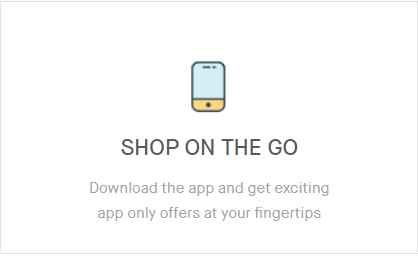 SHOP ON THE GO
Download the app and get exciting
app only offers at your fingertips